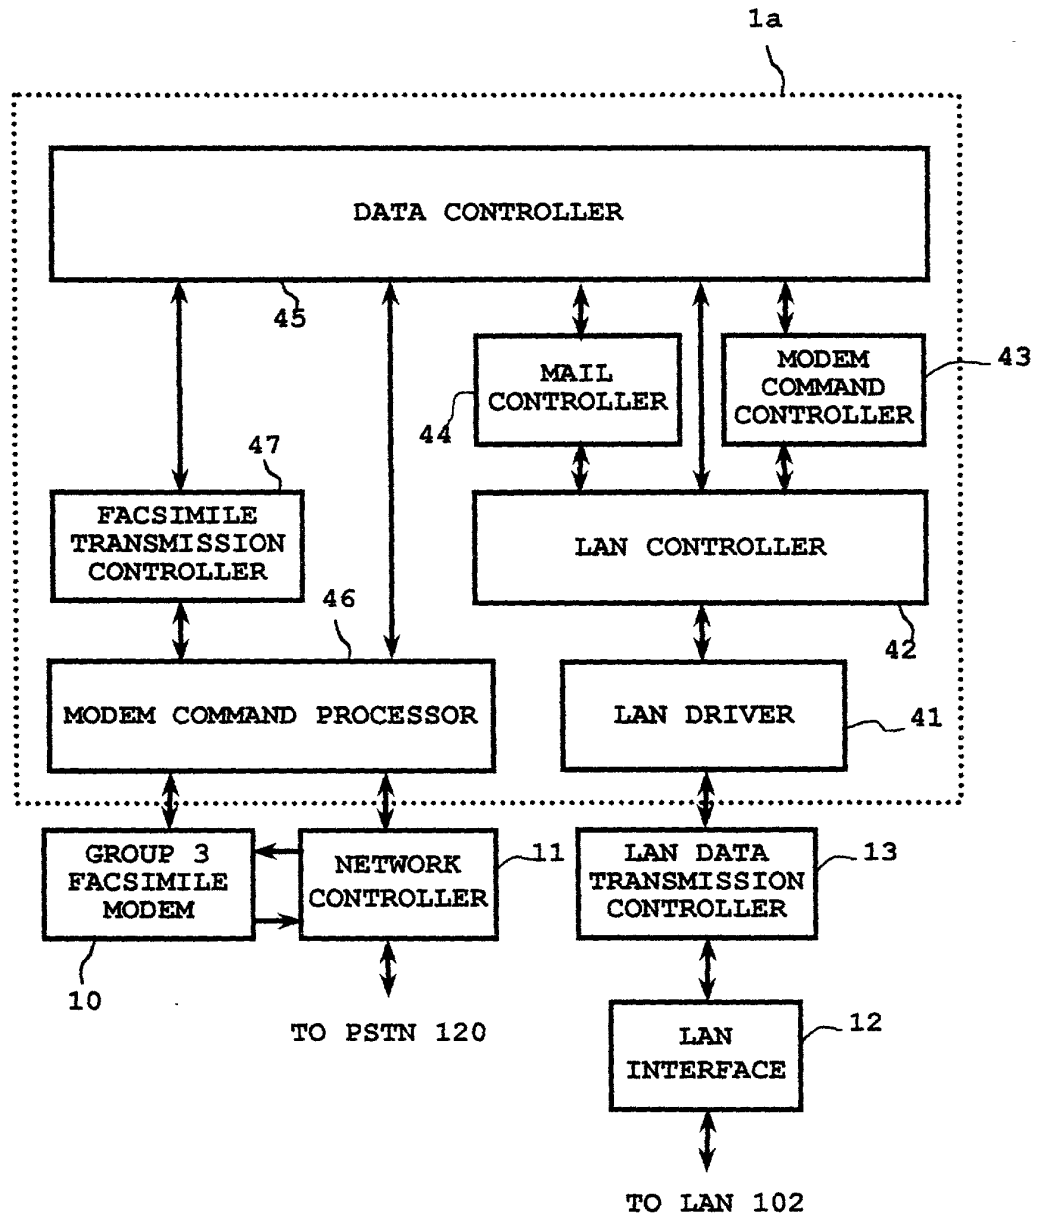 1a
DATA CONTROLLER
45
MAIL
CONTROLLER
44
MODEM
COMMAND
CONTROLLER
43
47
FACSIMILE
TRANSMISSION
CONTROLLER
LAN CONTROLLER
42
46
MODEM COMMAND PROCESSOR
LAN DRIVER
41
GROUP 3
FACSIMILE
MODEM
10
NETWORK
CONTROLLER
11
LAN DATA
TRANSMISSION
CONTROLLER
13
TO PSTN 120
LAN
INTERFACE
12
TO LAN 102